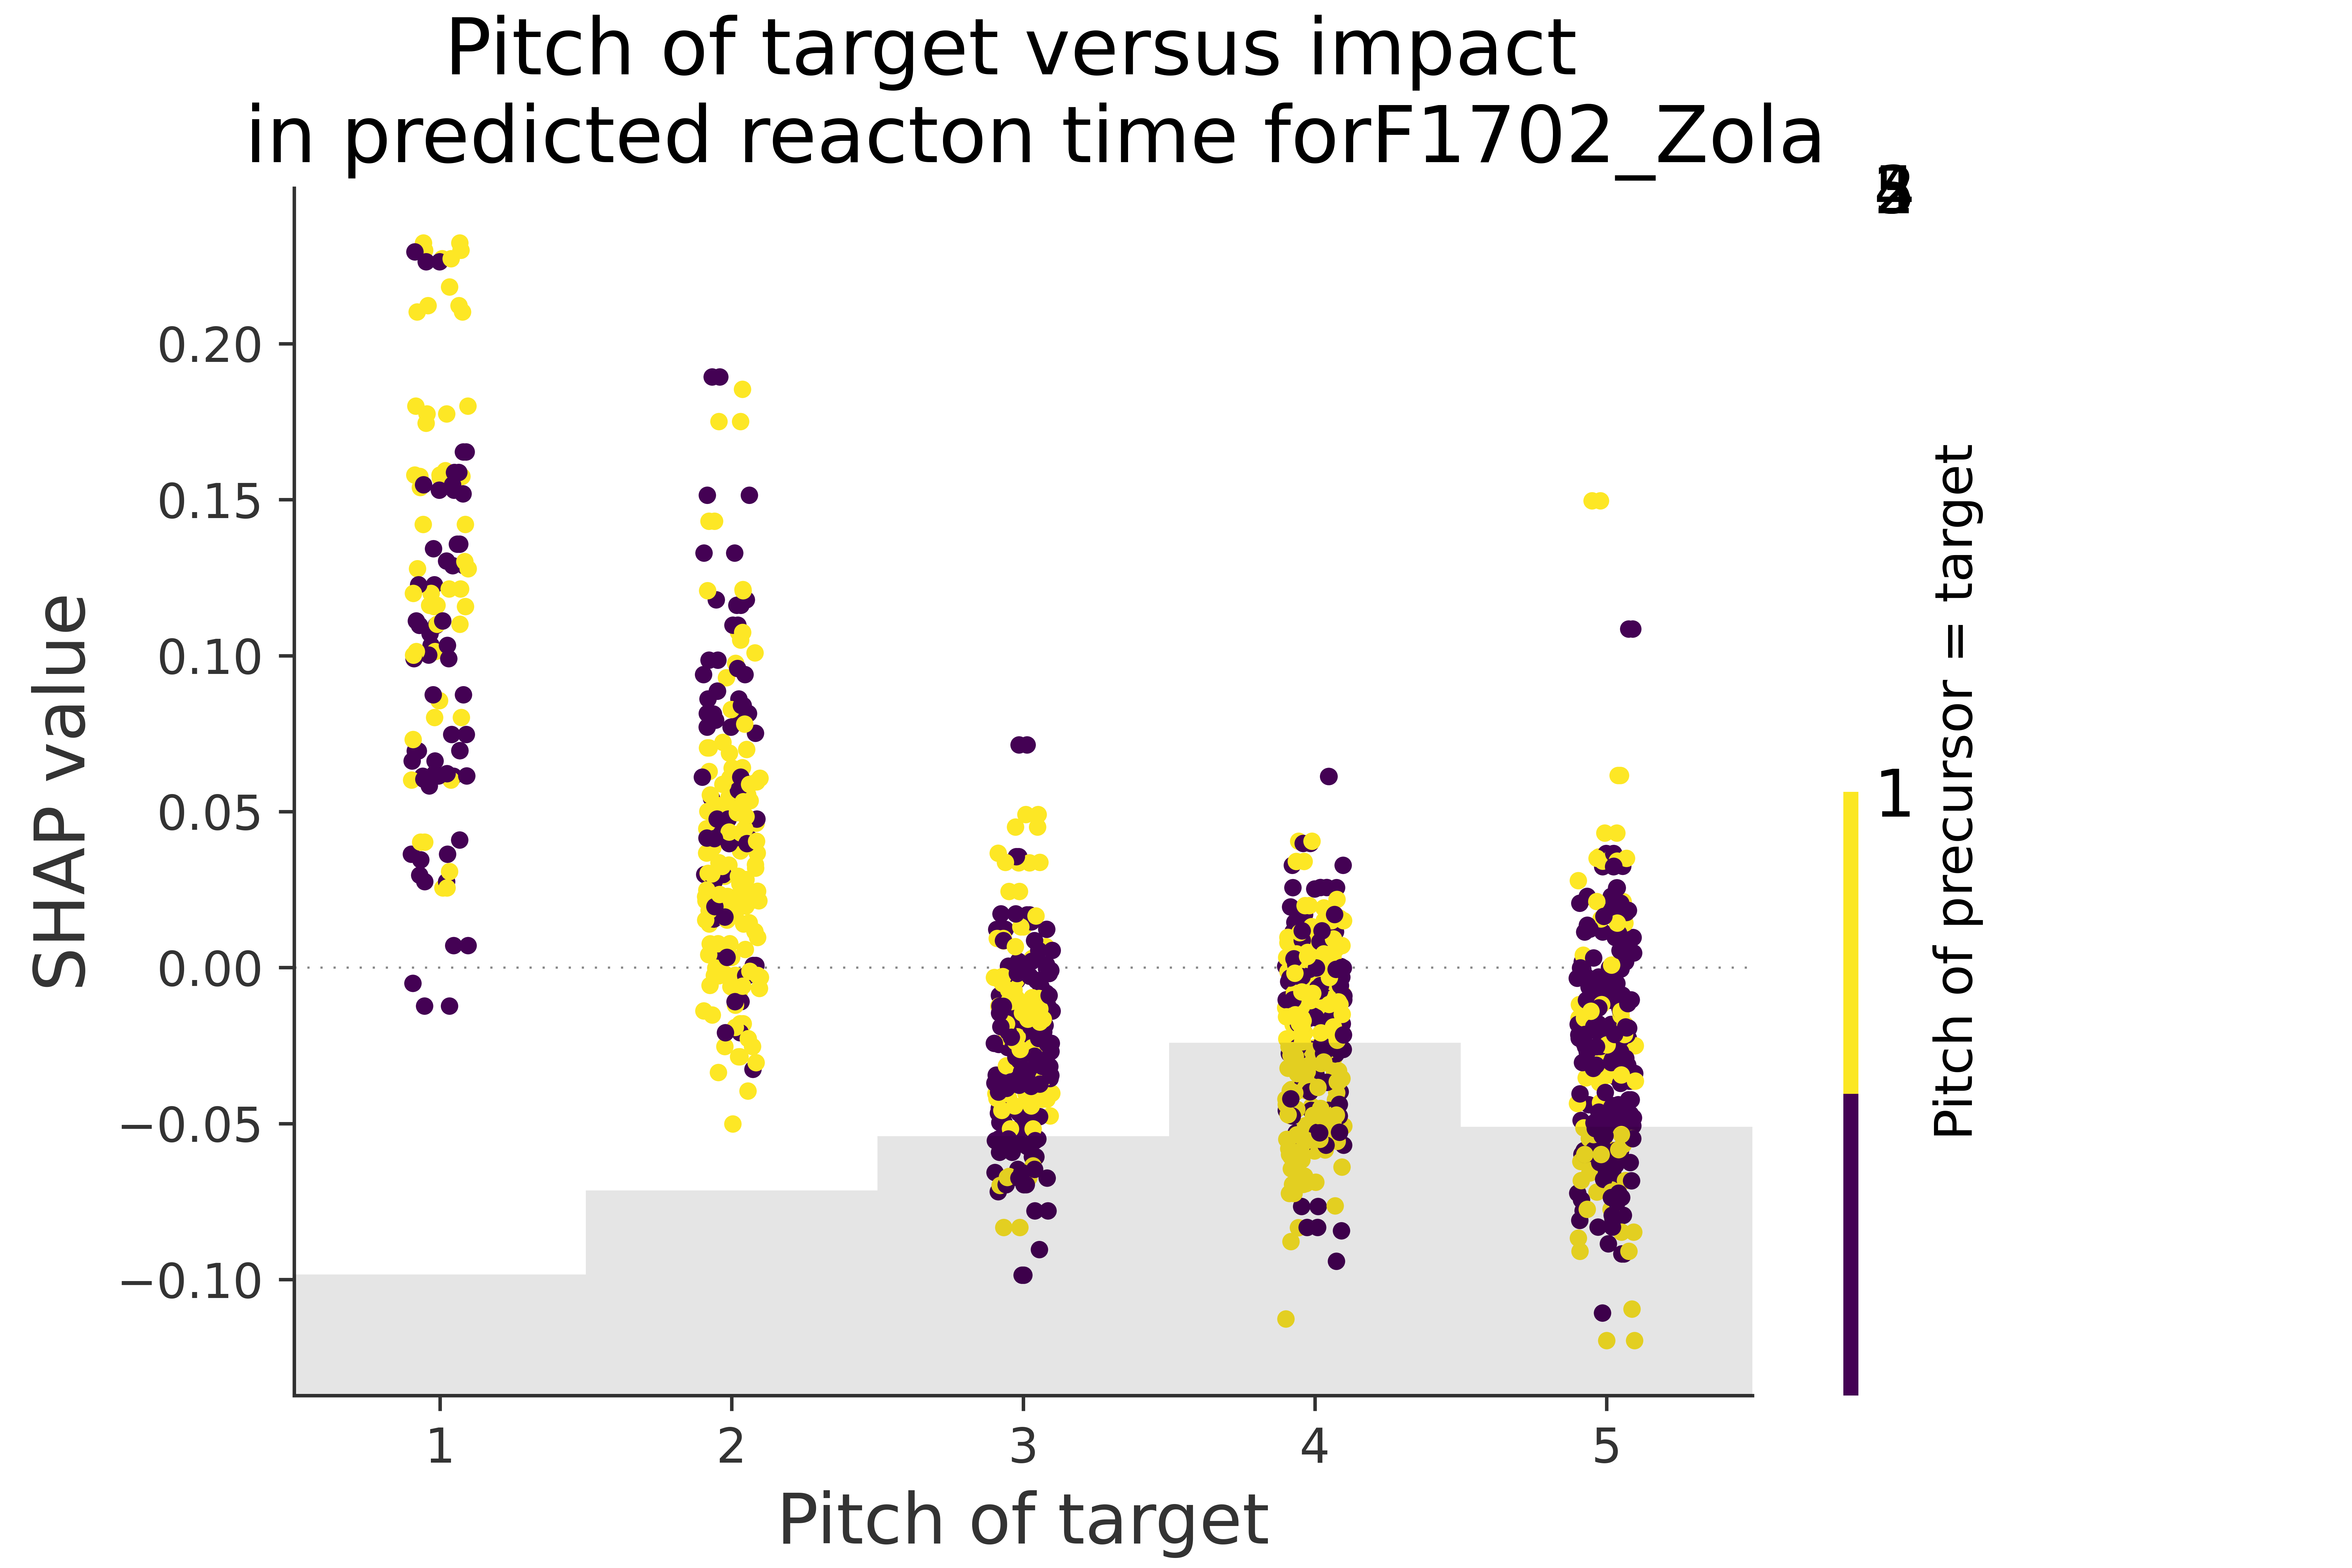 Pitch of target versus impact
in predicted reacton time forF1702_Zola
SHAP value
0.20
0.15
0.10
0.05
0.00
−0.05
−0.10
1
2
3
4
5
Pitch of target
1
Pitch of precursor = target